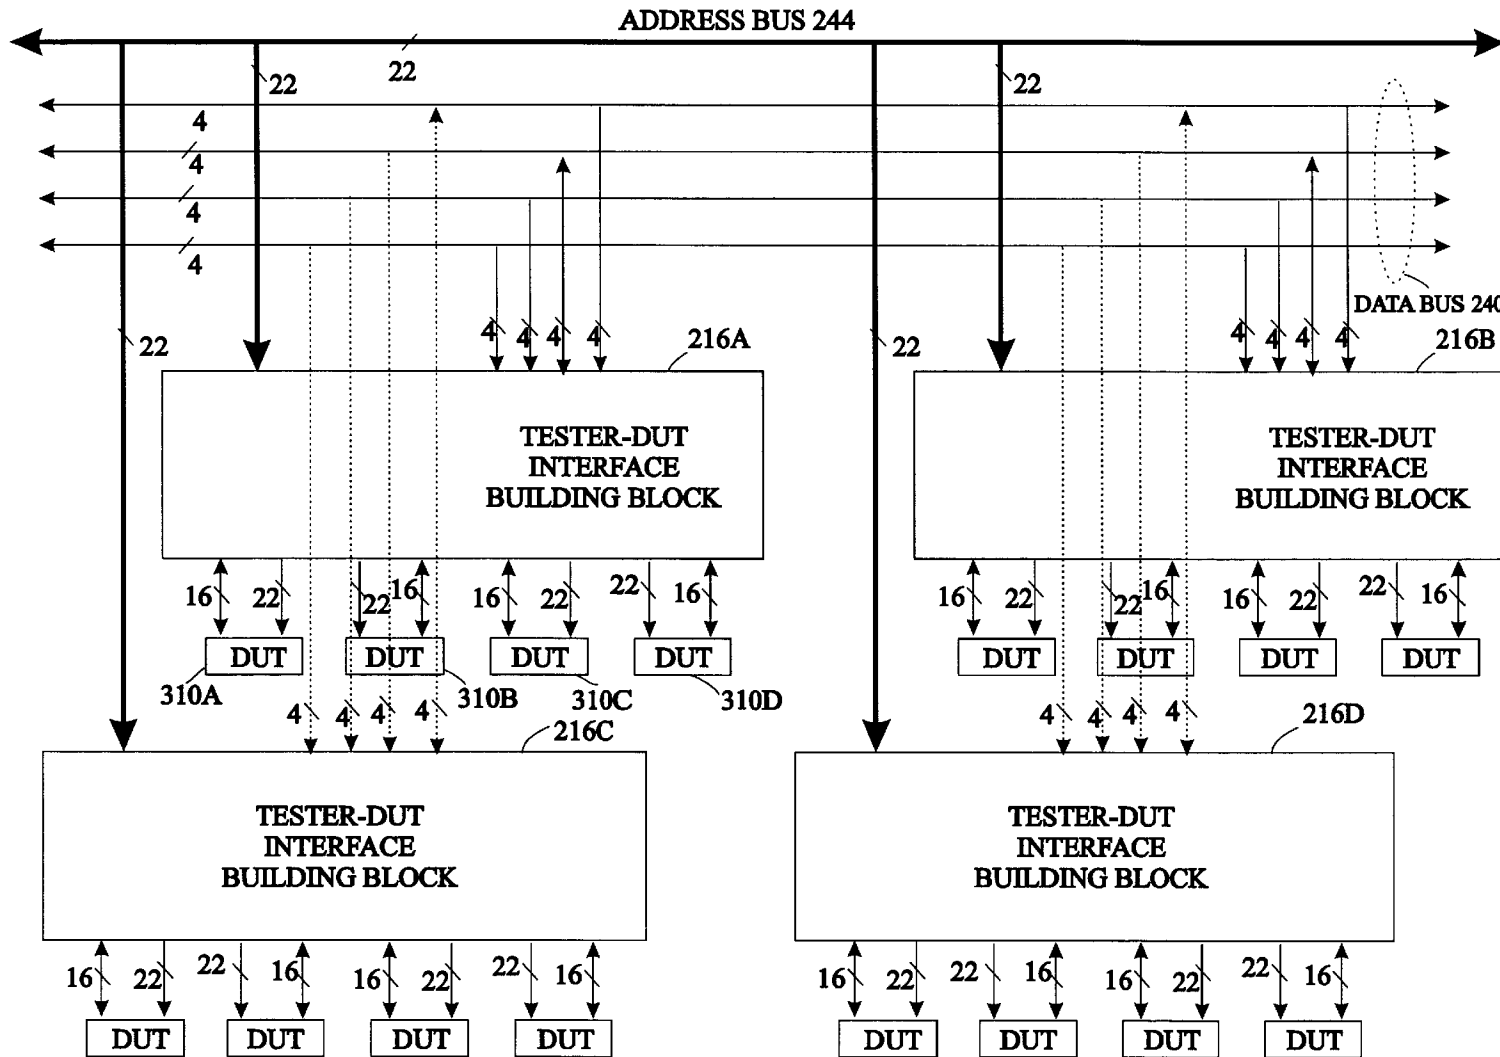 ADDRESS BUS 244
22
22
22
4
4
4
4
DATA BUS 240
22
22
4 4 4 4
4 4 4 4
216A
216B
TESTER-DUT
INTERFACE
BUILDING BLOCK
TESTER-DUT
INTERFACE
BUILDING BLOCK
16 22 22 16 16 22 22 16
16 22 22 16 16 22 22 16
DUT DUT DUT DUT
DUT DUT DUT DUT
310A 310B 310C 310D
4 4 4 4
4 4 4 4
216C
216D
TESTER-DUT
INTERFACE
BUILDING BLOCK
TESTER-DUT
INTERFACE
BUILDING BLOCK
16 22 22 16 16 22 22 16
16 22 22 16 16 22 22 16
DUT DUT DUT DUT
DUT DUT DUT DUT